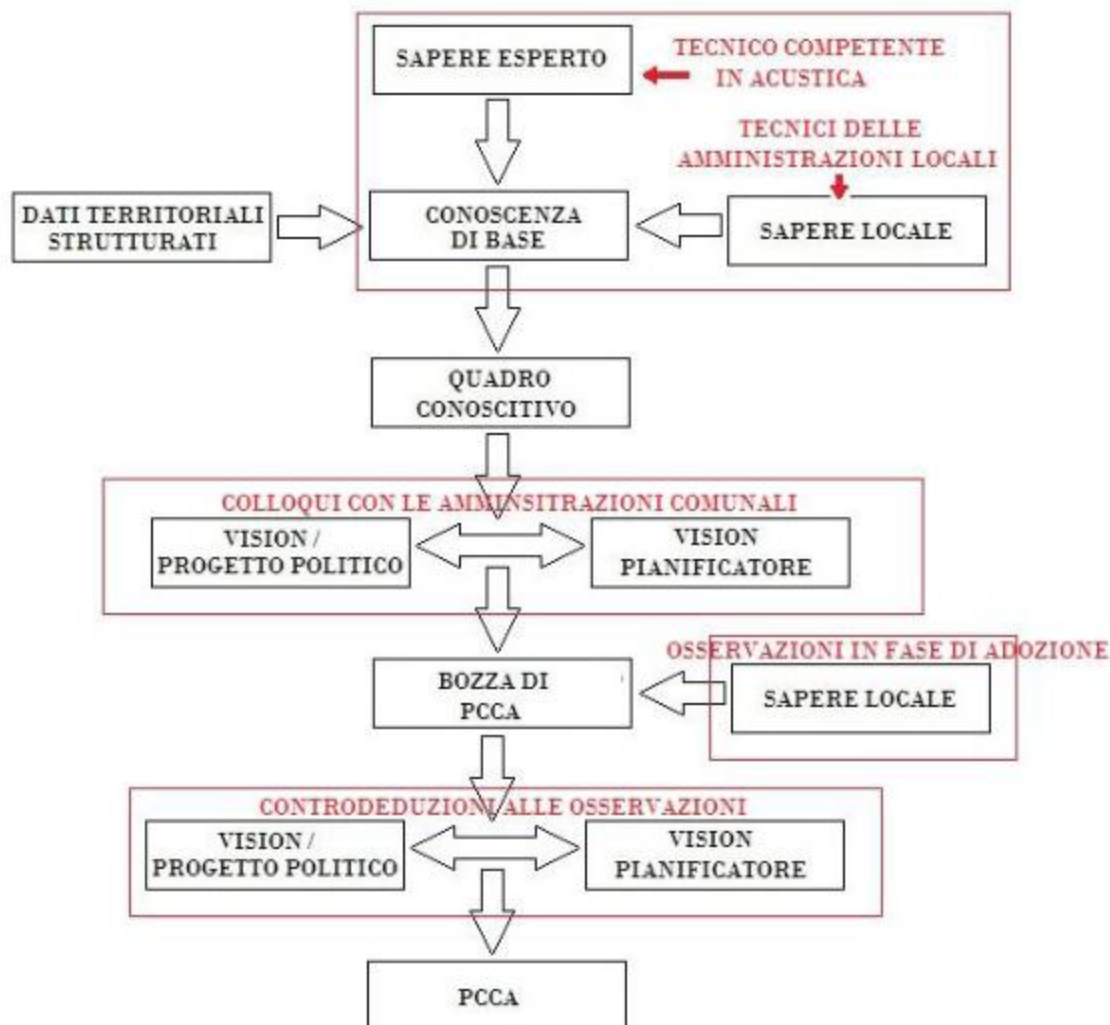 SAPERE ESPERTO
TECNICO COMPETENTE
IN ACUSTICA
TECNICI DELLE
AMMINISTRAZIONI LOCALI
DATI TERRITORIALI
STRUTTURATI
CONOSCENZA
DI BASE
SAPERE LOCALE
QUADRO
CONOSCITIVO
COLLOQUI CON LE AMMINSITRAZIONI COMUNALI
VISION /
PROGETTO POLITICO
VISION
PIANIFICATORE
OSSERVAZIONI IN FASE DI ADOZIONE
BOZZA DI
PCCA
SAPERE LOCALE
CONTRODEDUZIONI ALLE OSSERVAZIONI
VISION /
PROGETTO POLITICO
VISION
PIANIFICATORE
PCCA